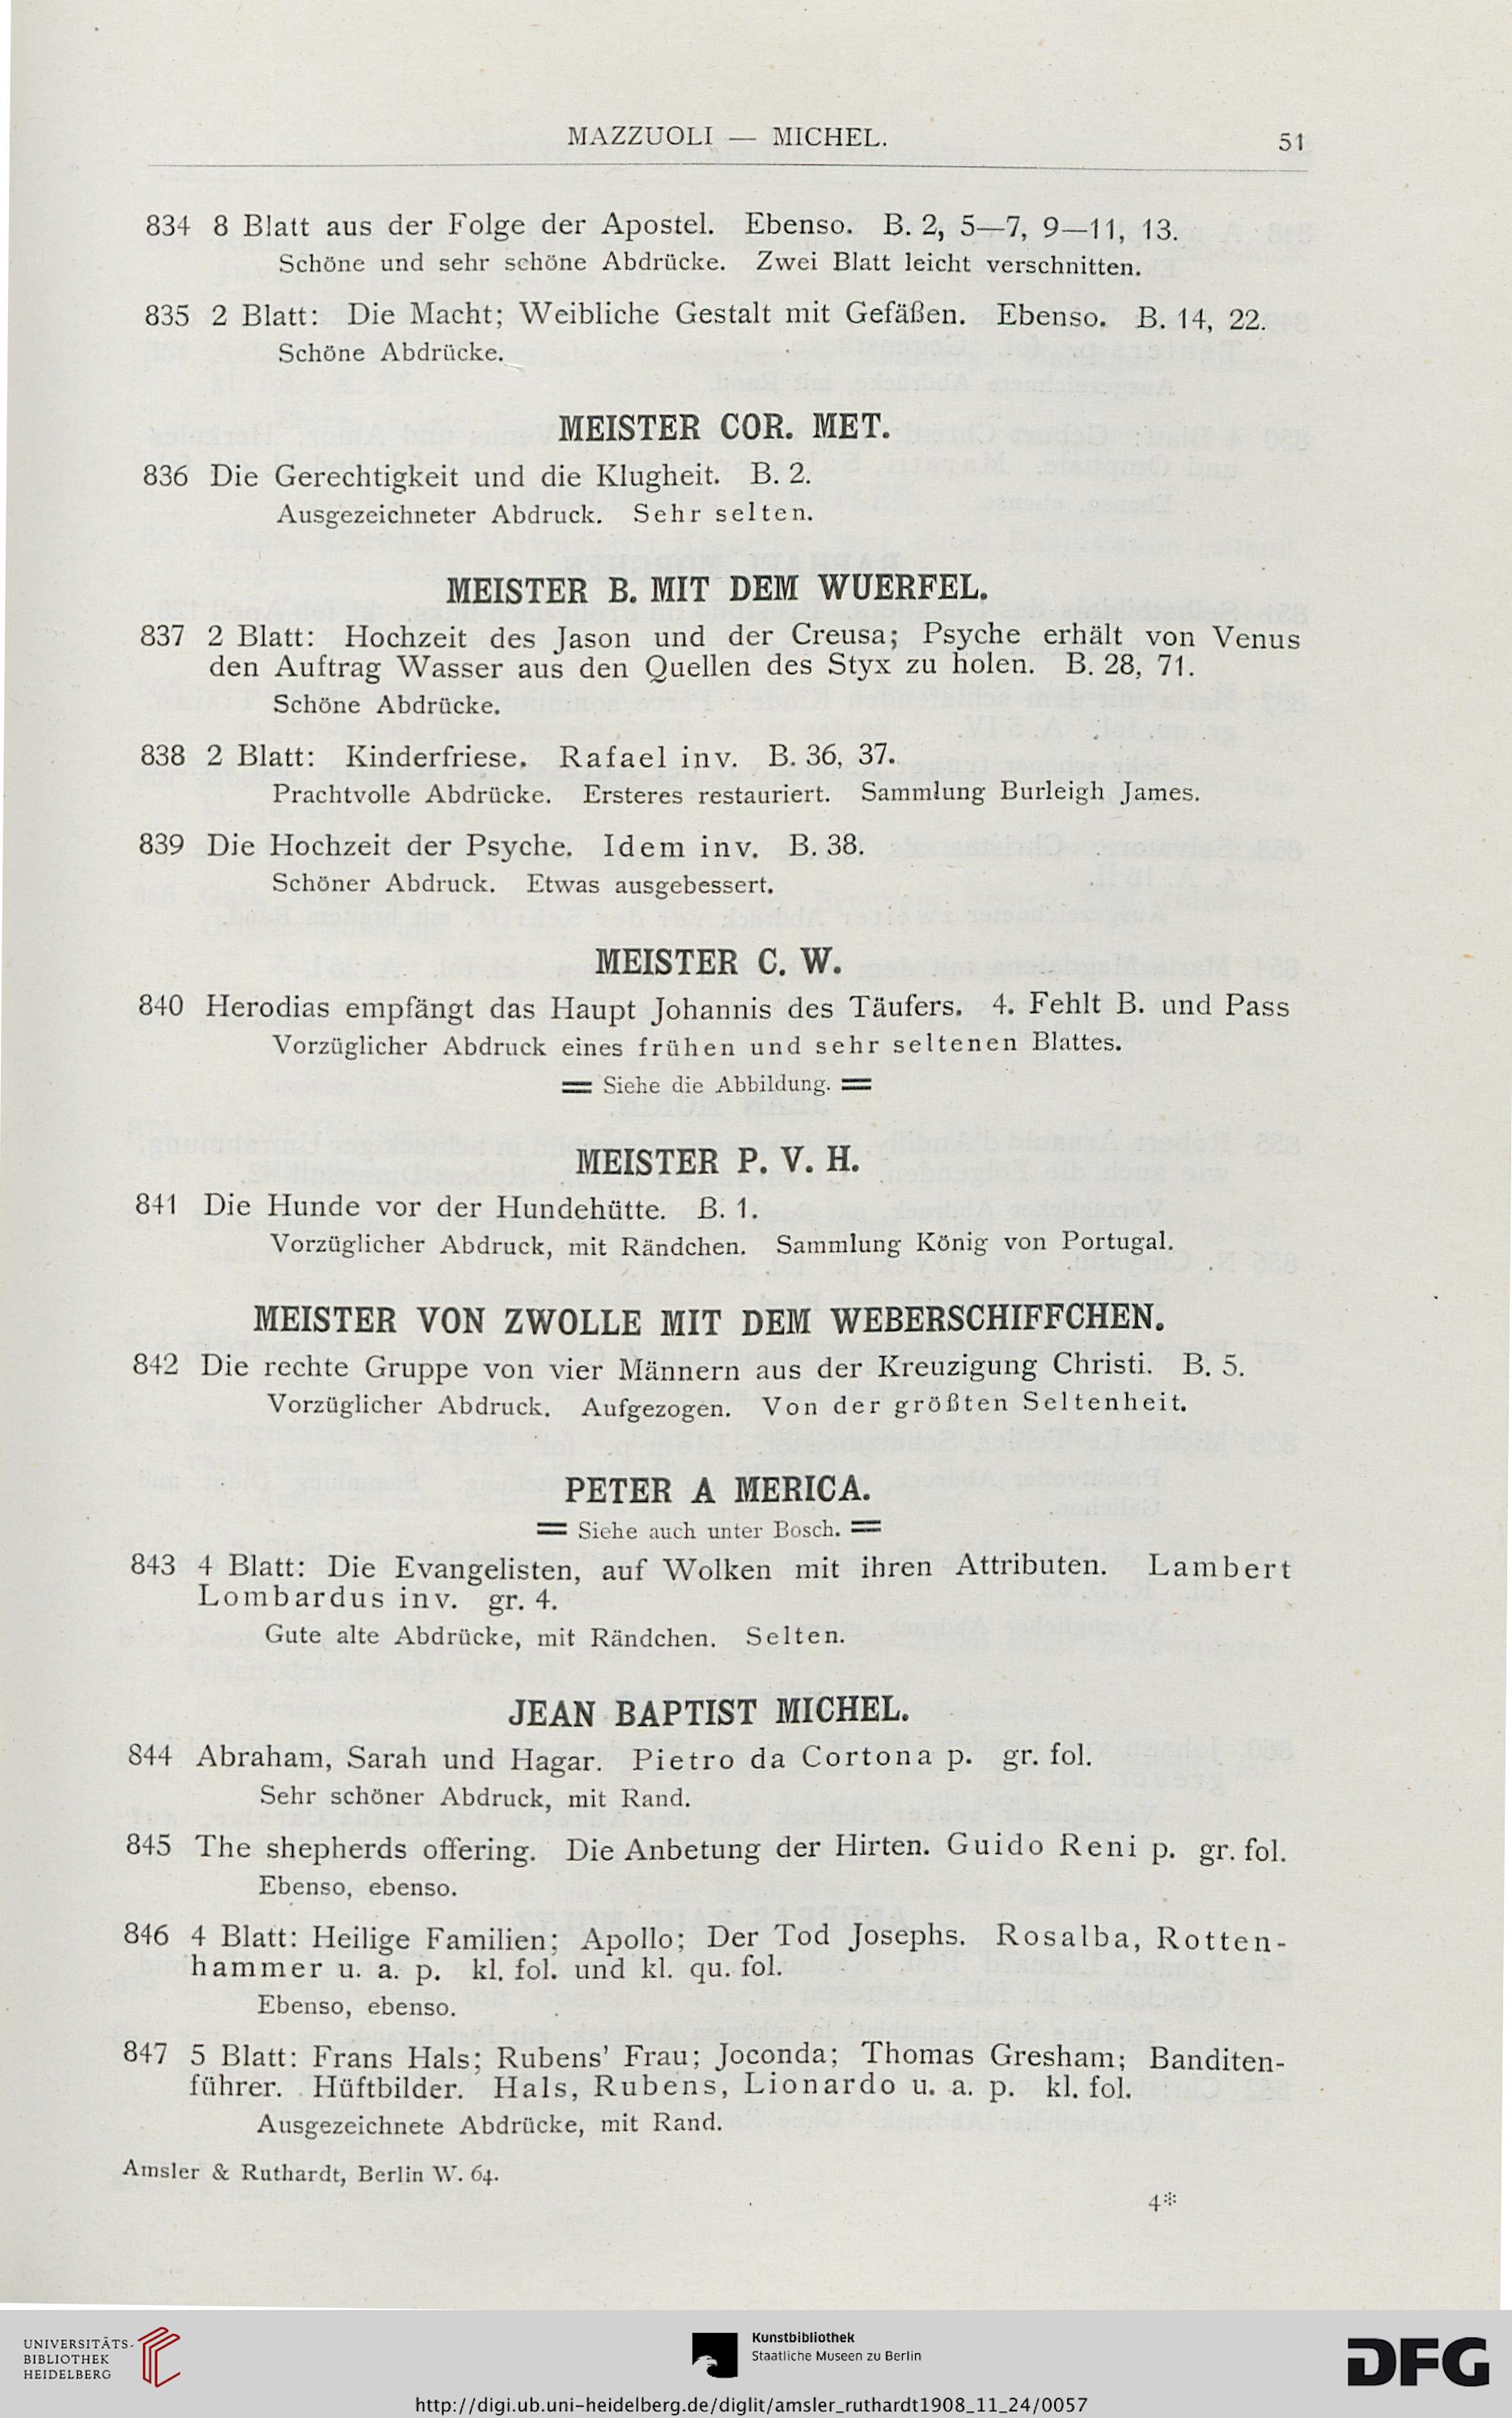 MAZZUOLI — MICHEL.
51
834 8 Blatt aus der Folge der Apostel. Ebenso. B. 2, 5—7, 9—11, 13.
Schöne und sehr schöne Abdrücke. Zwei Blatt leicht verschnitten.
835 2 Blatt: Die Macht; Weibliche Gestalt mit Gefäßen. Ebenso. B. 14, 22.
Schöne Abdrücke.
MEISTER COR. MET.
836 Die Gerechtigkeit und die Klugheit. B. 2.
Ausgezeichneter Abdruck. Sehr selten.
MEISTER B. MIT DEM WUERFEL.
837 2 Blatt: Hochzeit des Jason und der Creusa; Psyche erhält von Venus
den Auftrag Wasser aus den Quellen des Styx zu holen. B. 28, 71.
Schöne Abdrücke.
838 2 Blatt: Kinderfriese. Rafael inv. B. 36, 37.
Prachtvolle Abdrücke. Ersteres restauriert. Sammlung Burleigh James.
839 Die Hochzeit der Psyche. Idem inv. B. 38.
Schöner Abdruck. Etwas ausgebessert.
MEISTER C. W.
840 Herodias empfängt das Haupt Johannis des Täufers. 4. Fehlt B. und Pass
Vorzüglicher Abdruck eines frühen und sehr seltenen Blattes.
= Siehe die Abbildung. =
MEISTER P. V. H.
841 Die Hunde vor der Hundehütte. B. 1.
Vorzüglicher Abdruck, mit Rändchen. Sammlung König von Portugal.
MEISTER VON ZWOLLE MIT DEM WEBERSCHIFFCHEN.
842 Die rechte Gruppe von vier Männern aus der Kreuzigung Christi. B. 5.
Vorzüglicher Abdruck. Aufgezogen. Von der größten Seltenheit.
PETER A MERICA.
= Siehe auch unter Bosch. =
843 4 Blatt: Die Evangelisten, auf Wolken mit ihren Attributen. Lambert
Lombardus inv. gr. 4.
Gute alte Abdrücke, mit Rändchen. Selten.
JEAN BAPTIST MICHEL.
844 Abraham, Sarah und Hagar. Pietro da Cortona p. gr. fol.
Sehr schöner Abdruck, mit Rand.
845 The shepherds offering. Die Anbetung der Hirten. Guido Reni p. gr. fol.
Ebenso, ebenso.
846 4 Blatt: Heilige Familien; Apollo; Der Tod Josephs. Rosalba, Rotten-
hammer u. a. p. kl. fol. und kl. qu. fol.
Ebenso, ebenso.
847 5 Blatt: Frans Hals; Rubens' Frau; Joconda; Thomas Gresham; Banditen-
führer. Hüftbilder. Hals, Rubens, Lionardo u. a. p. kl. fol.
Ausgezeichnete Abdrücke, mit Rand.
Amsler & Ruthardt, Berlin W. 64.
4*
UNIVERSITÄTS-
BIBLIOTHEK
HEIDELBERG
Kunstbibliothek
Staatliche Museen zu Berlin
DFG
http://digi.ub.uni-heidelberg.de/diglit/amsler_ruthardt1908_11_24/0057